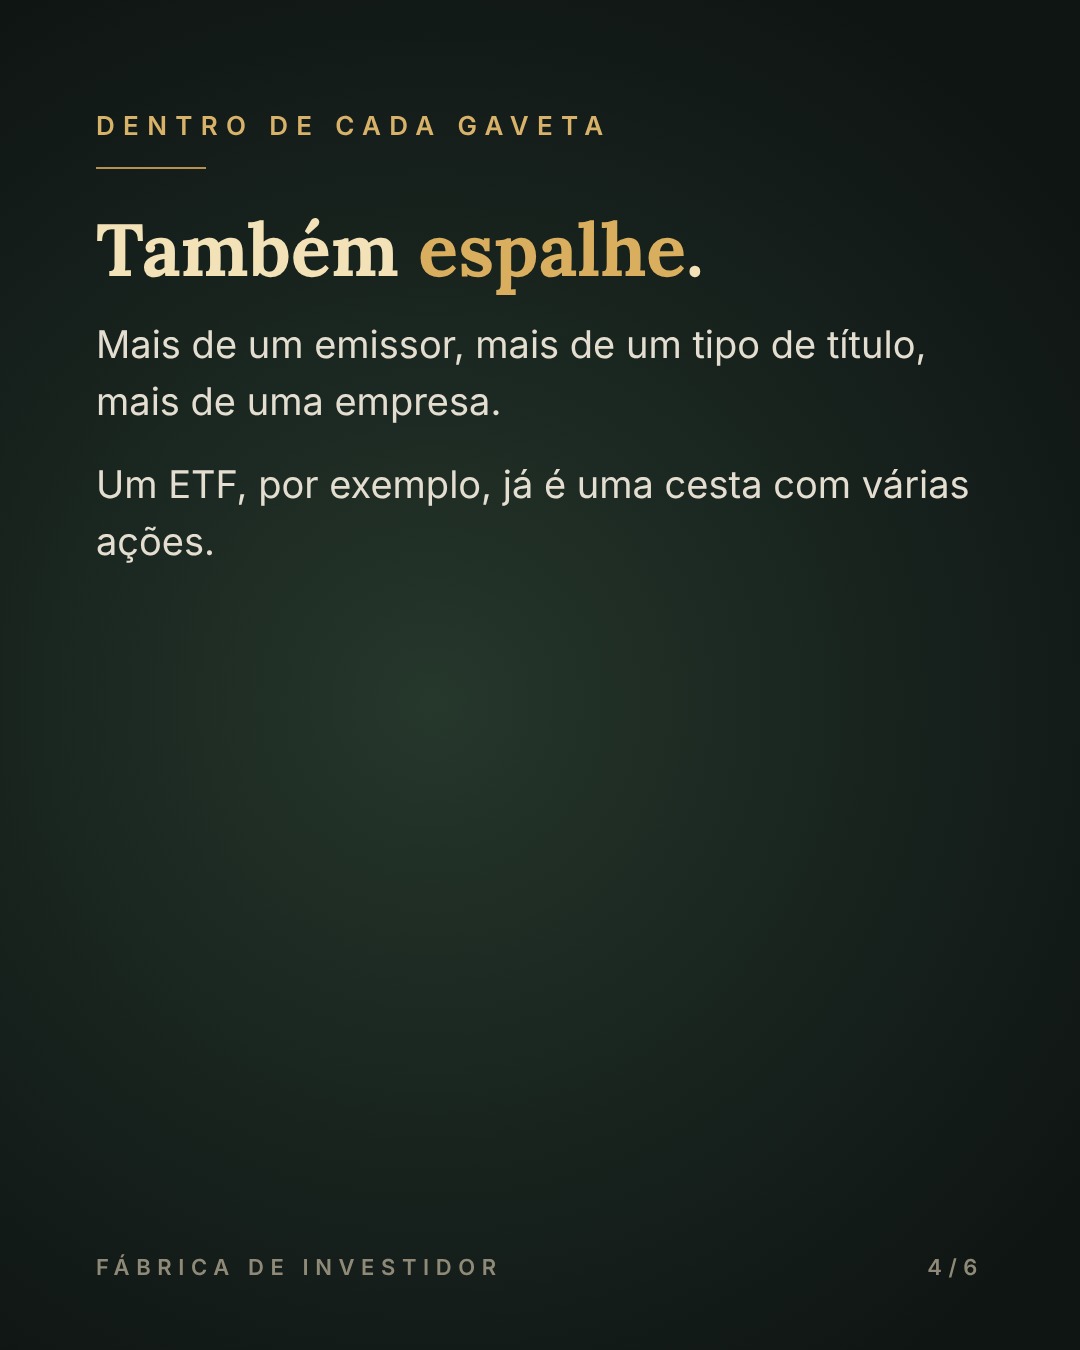 DENTRO DE CADA GAVETA
Também espalhe.
Mais de um emissor, mais de um tipo de título,
mais de uma empresa.
Um ETF, por exemplo, já é uma cesta com várias
ações.
FÁBRICA DE INVESTIDOR
4/6